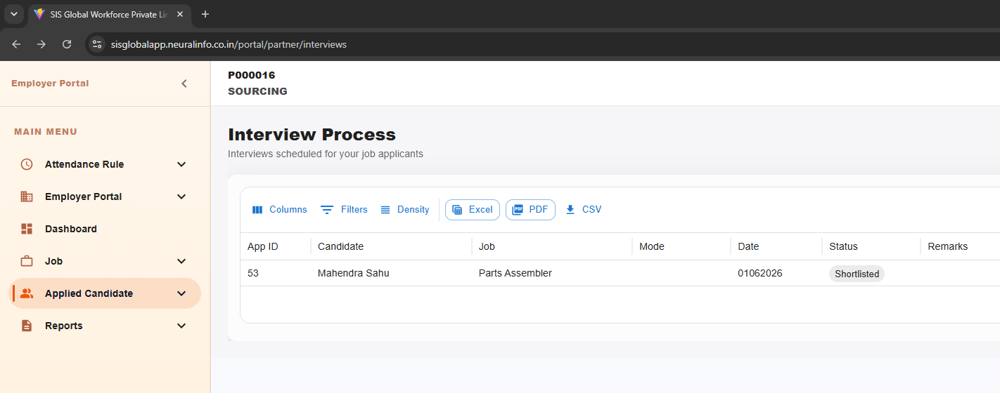 SIS Global Workforce Private Lin
sisglobalapp.neuralinfo.co.in/portal/partner/interviews
Employer Portal
MAIN MENU
Attendance Rule
Employer Portal
Dashboard
Job
Applied Candidate
Reports
P000016
SOURCING
Interview Process
Interviews scheduled for your job applicants
Columns Filters Density Excel PDF PDF CSV
App ID Candidate Job Mode Date Status Remarks
53 Mahendra Sahu Parts Assembler 01062026 Shortlisted